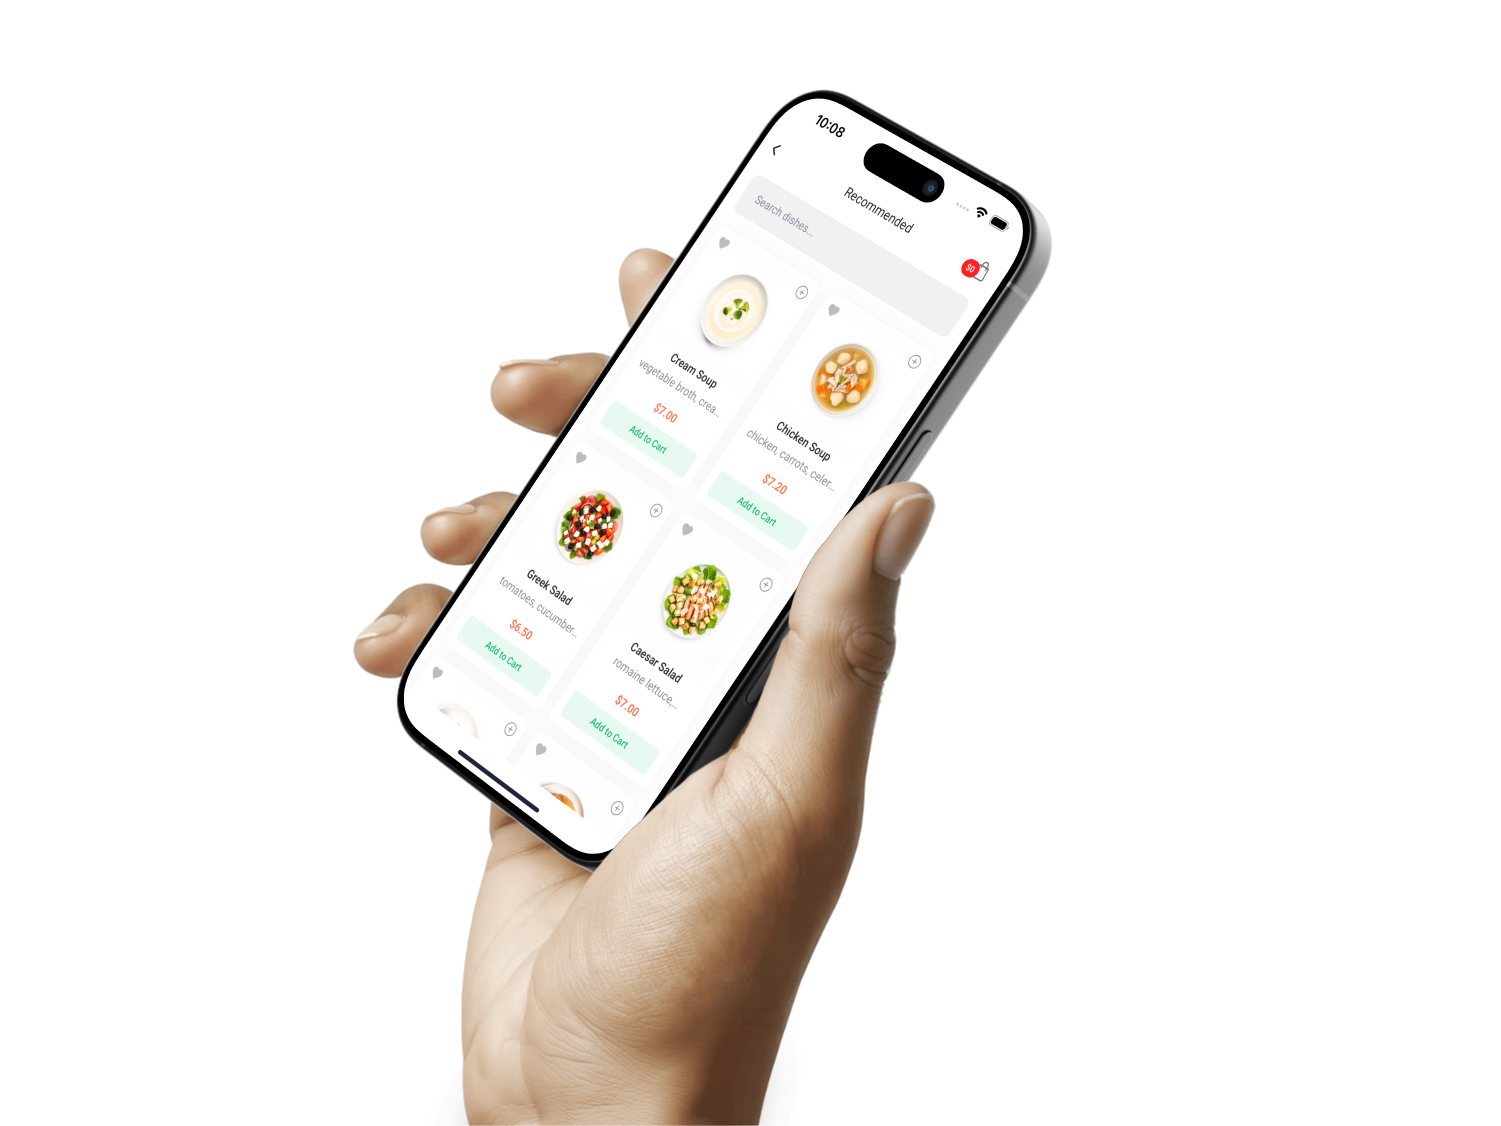 10:08
Recommended
$0
Search dishes...
Cream Soup
vegetable broth, crea...
$7.00
Add to Cart
Chicken Soup
chicken, carrots, celer...
$7.20
Add to Cart
Greek Salad
tomatoes, cucumber...
$6.50
Add to Cart
Caesar Salad
romaine lettuce,...
$7.00
Add to Cart